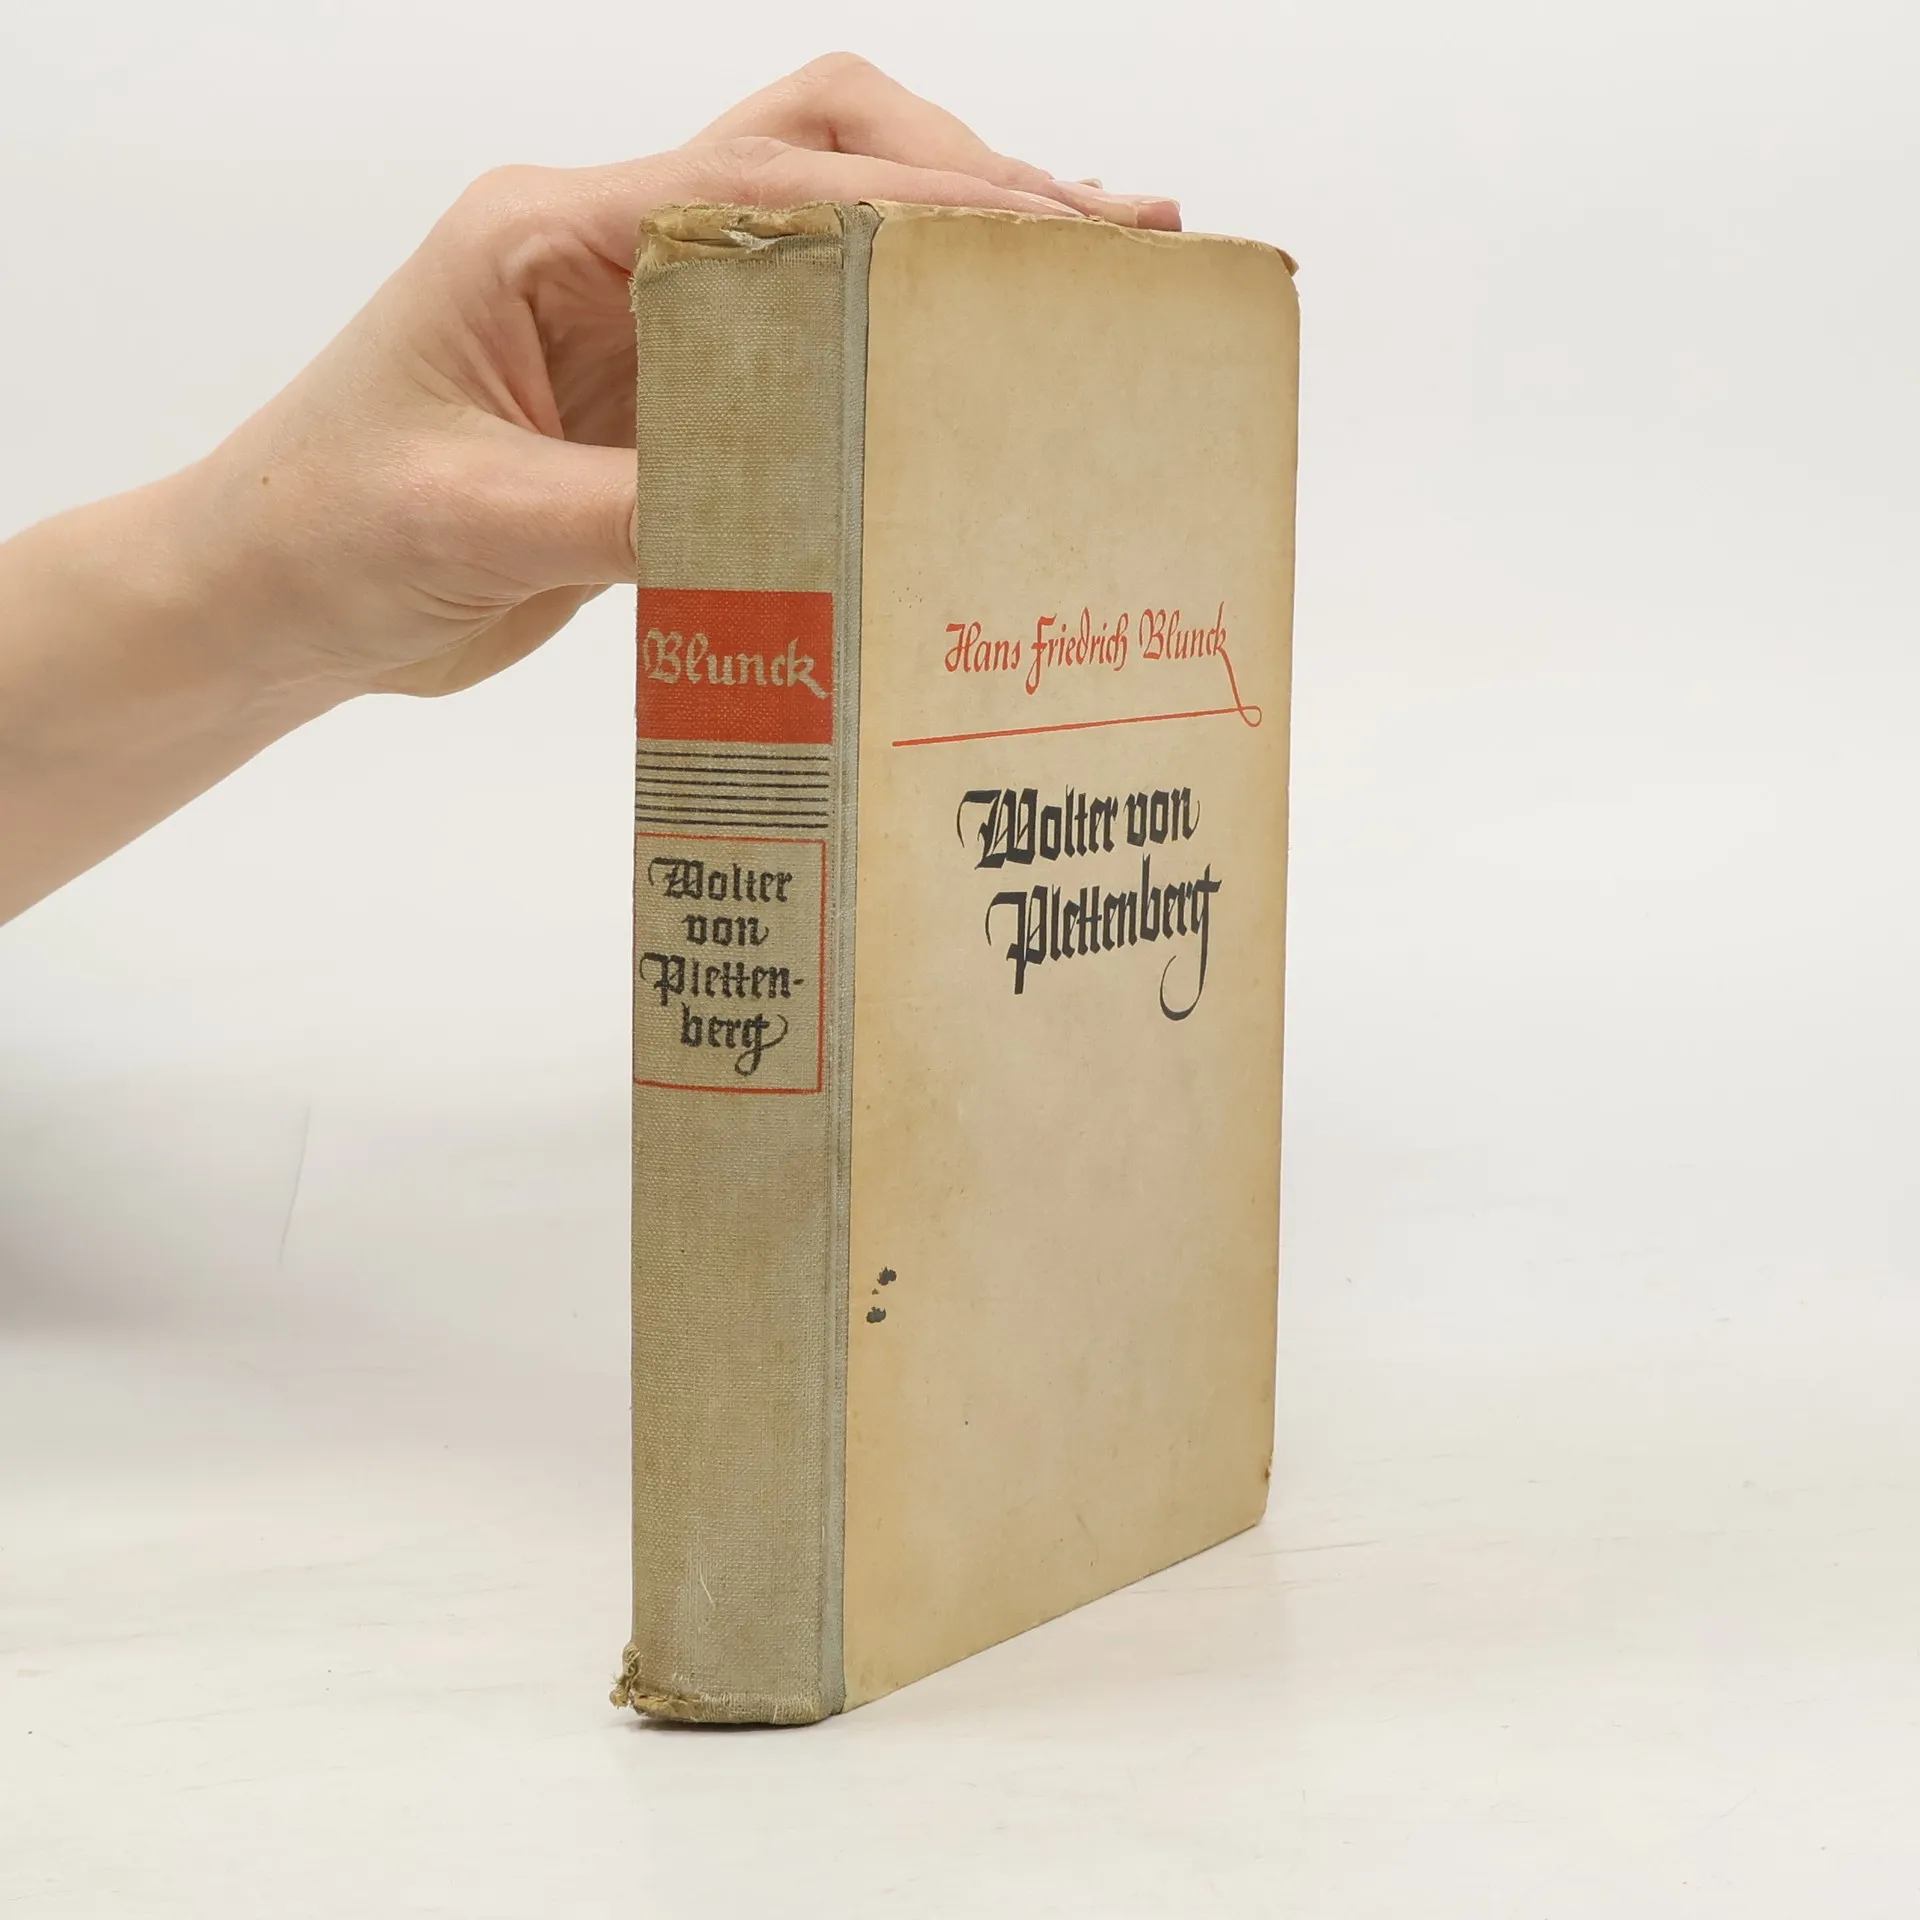 Blunck
Wolter
von
Pletten-
berg
Hans Friedrich Blunck
Wolter von
Plettenberg